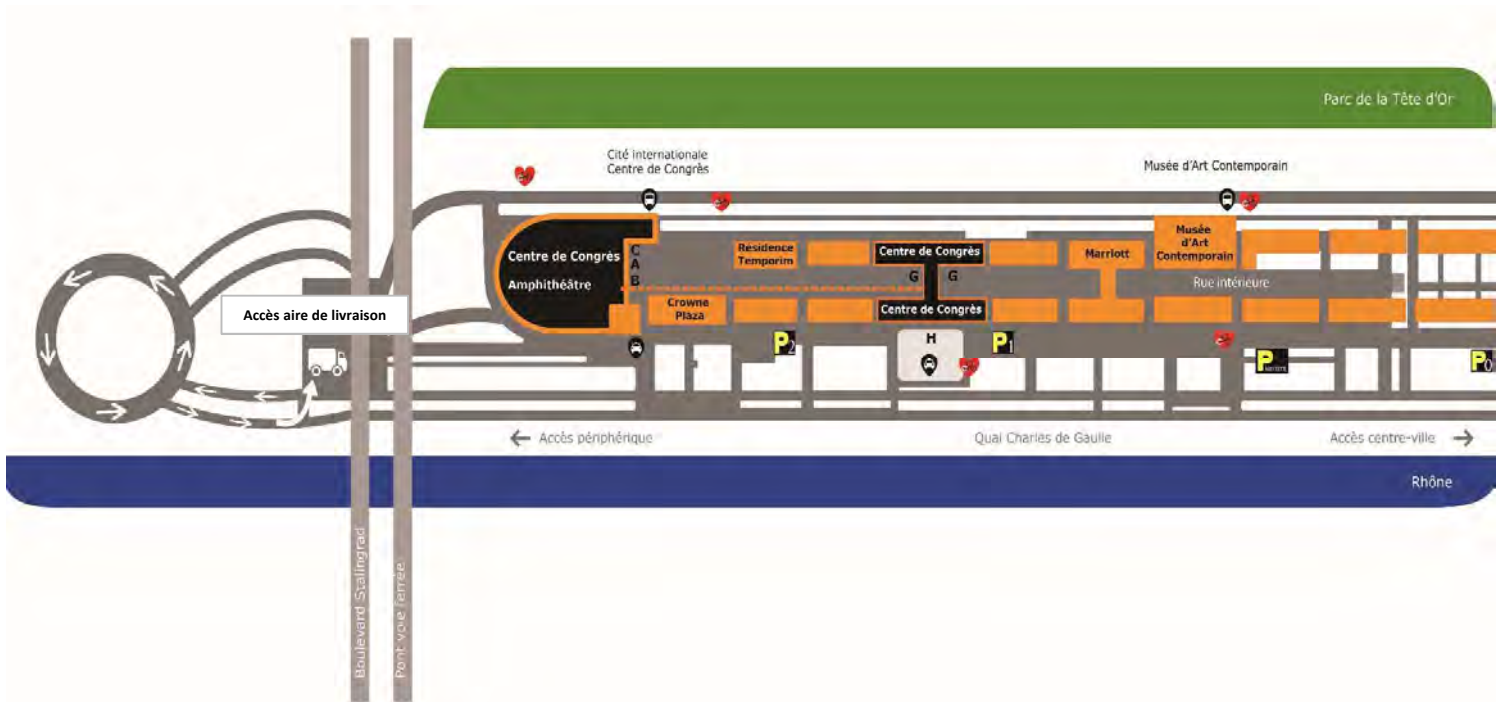 Parc de la Tête d'Or
Cité internationale
Centre de Congrès
Musée d'Art Contemporain
Centre de Congrès
Amphithéâtre
C
A
B
Residence
Temporim
Centre de Congrès
G
G
Marriott
Musée
d'Art
Contemporain
Rue intérieure
Accès aire de livraison
Crowne
Plaza
Centre de Congrès
P2
H
P1
P
P0
← Accès périphérique
Quai Charles de Gaulle
Accès centre-ville →
Rhône
Boulevard Stalingrad
Pont voie ferrée